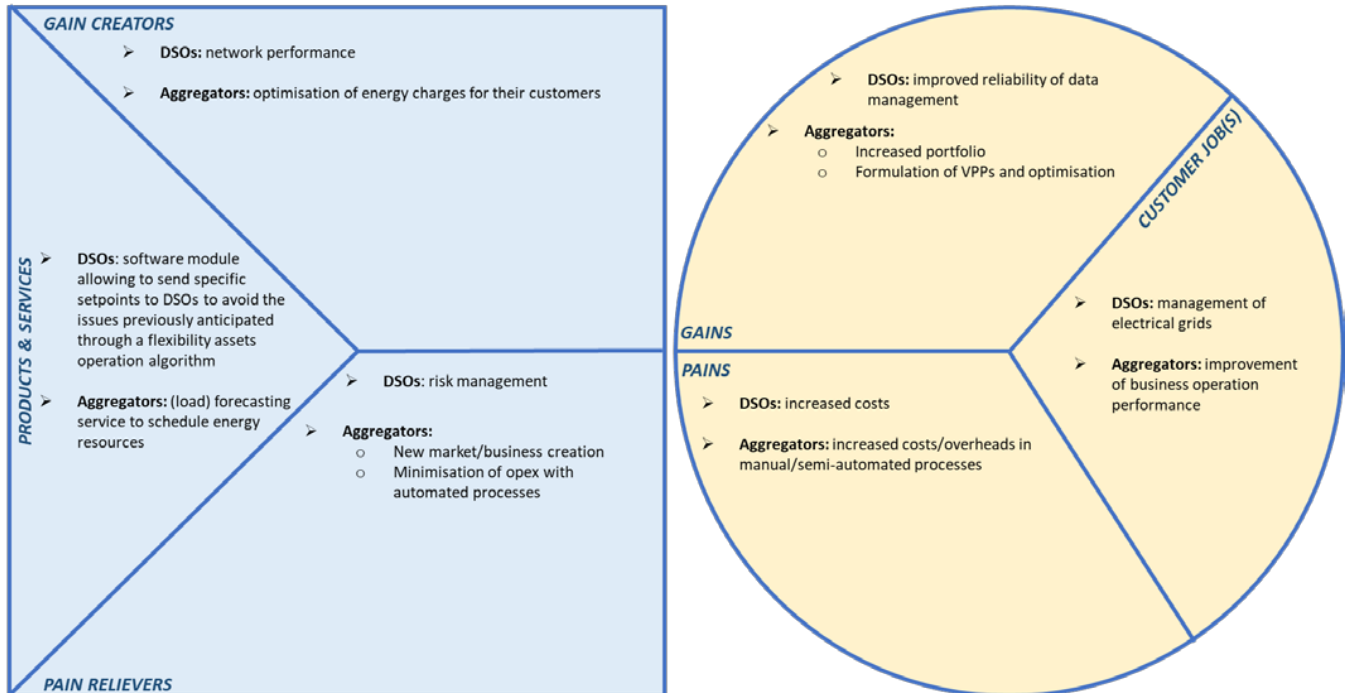 GAIN CREATORS
➢ DSOs: network performance
➢ Aggregators: optimisation of energy charges for their customers
PRODUCTS & SERVICES
➢ DSOs: software module
allowing to send specific
setpoints to DSOs to avoid the
issues previously anticipated
through a flexibility assets
operation algorithm
➢ Aggregators: (load) forecasting
service to schedule energy
resources
➢ DSOs: risk management
➢ Aggregators:
o New market/business creation
o Minimisation of opex with
automated processes
PAIN RELIEVERS
➢ DSOs: improved reliability of data
management
➢ Aggregators:
o Increased portfolio
o Formulation of VPPs and optimisation
GAINS
CUSTOMER JOB(S)
➢ DSOs: management of
electrical grids
➢ Aggregators: improvement
of business operation
performance
PAINS
➢ DSOs: increased costs
➢ Aggregators: increased costs/overheads in
manual/semi-automated processes